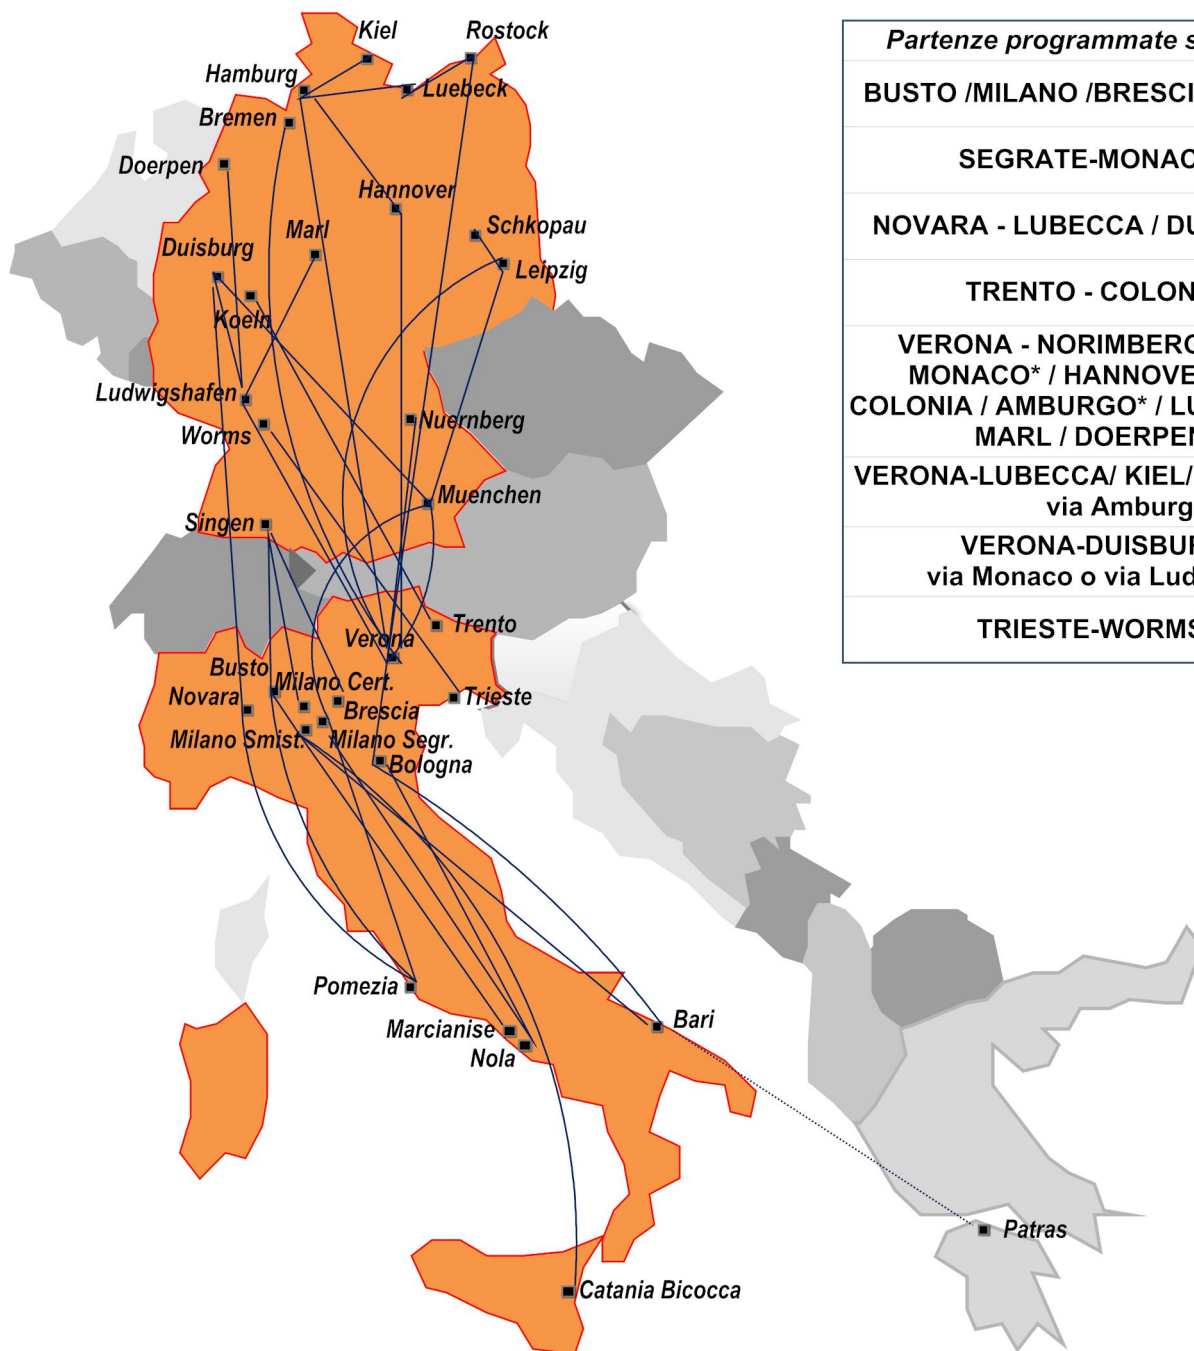 Kiel
Rostock
Hamburg
Luebeck
Bremen
Doerpen
Hannover
Marl
Schkopau
Duisburg
Leipzig
Koeln
Ludwigshafen
Nuernberg
Worms
Muenchen
Singen
Trento
Verona
Busto
Milano Cert.
Novara
Brescia
Trieste
Milano Smist.
Milano Segr.
Bologna
Pomezia
Marcianise
Bari
Nola
Patras
Catania Bicocca
Partenze programmate
BUSTO /MILANO /BRESCI
SEGRATE-MONAC
NOVARA - LUBECCA / DU
TRENTO - COLON
VERONA - NORIMBERG
MONACO* / HANNOVE
COLONIA / AMBURGO* / LU
MARL / DOERPEN
VERONA-LUBECCA/ KIEL/
via Amburg
VERONA-DUISBUR
via Monaco o via Lud
TRIESTE-WORMS